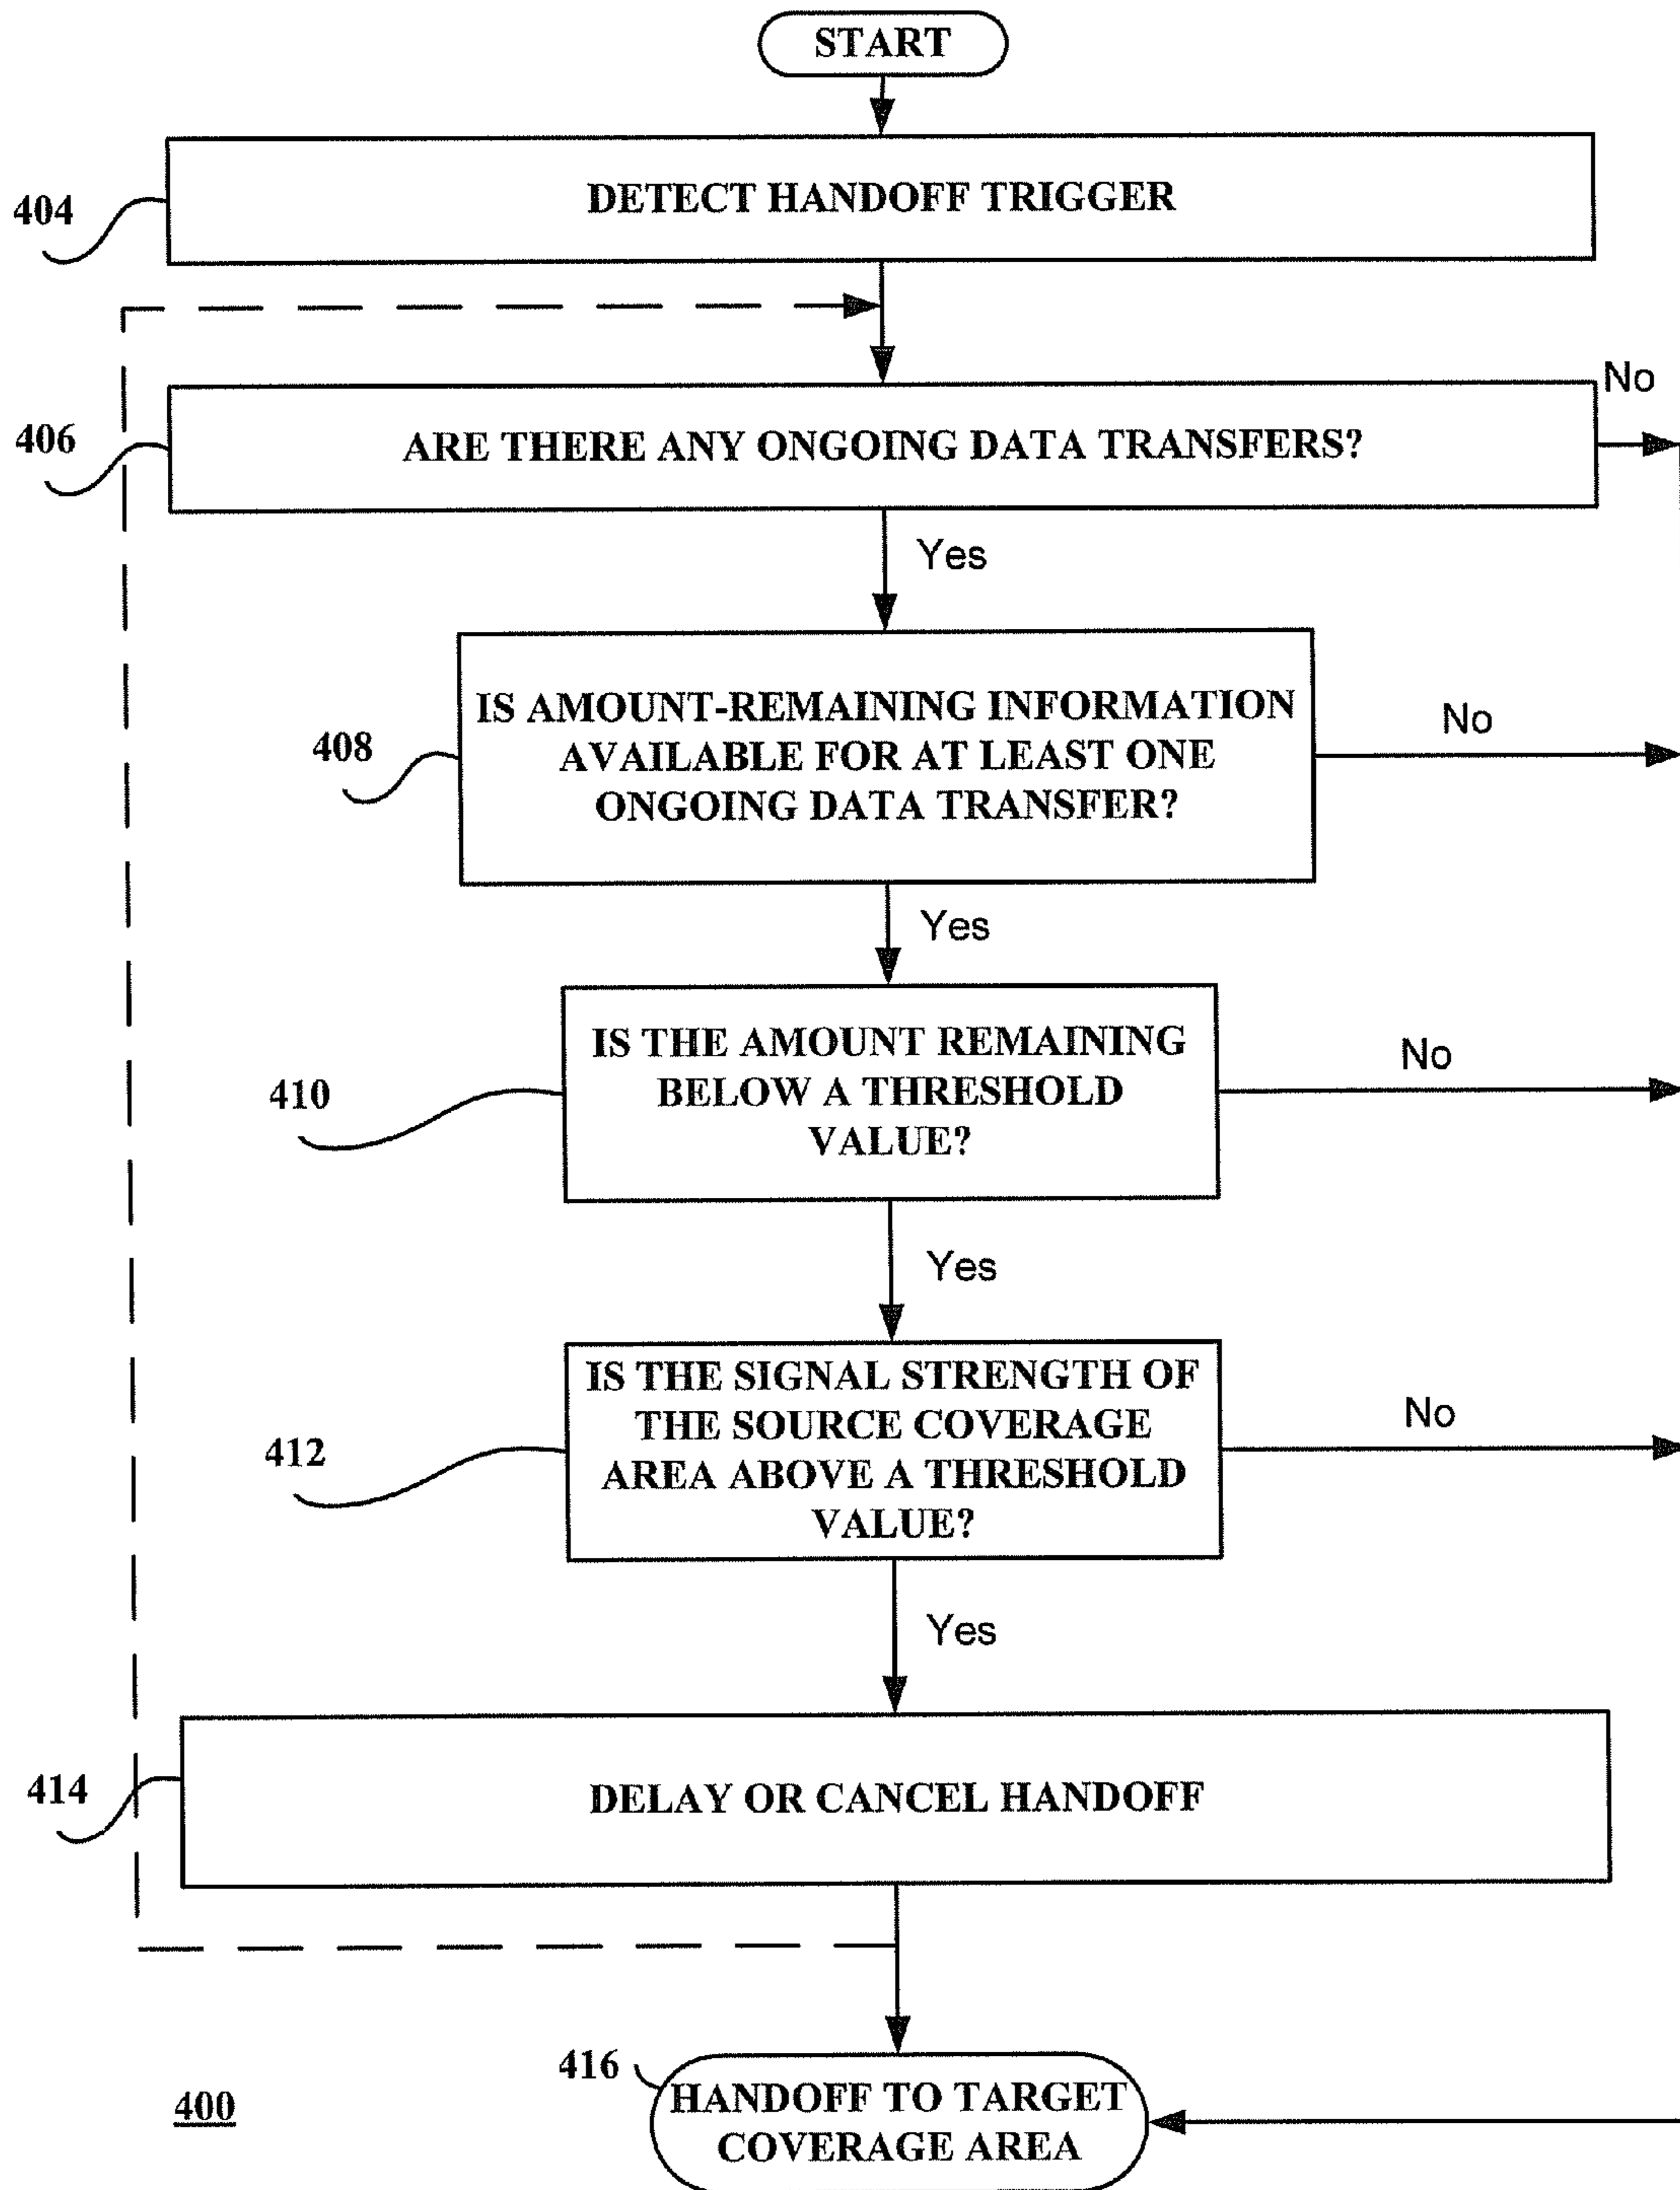 START
DETECT HANDOFF TRIGGER
404
No
ARE THERE ANY ONGOING DATA TRANSFERS?
406
Yes
IS AMOUNT-REMAINING INFORMATION
AVAILABLE FOR AT LEAST ONE
ONGOING DATA TRANSFER?
408
No
Yes
IS THE AMOUNT REMAINING
BELOW A THRESHOLD
VALUE?
410
No
Yes
IS THE SIGNAL STRENGTH OF
THE SOURCE COVERAGE
AREA ABOVE A THRESHOLD
VALUE?
412
No
Yes
414
DELAY OR CANCEL HANDOFF
416
HANDOFF TO TARGET
COVERAGE AREA
400